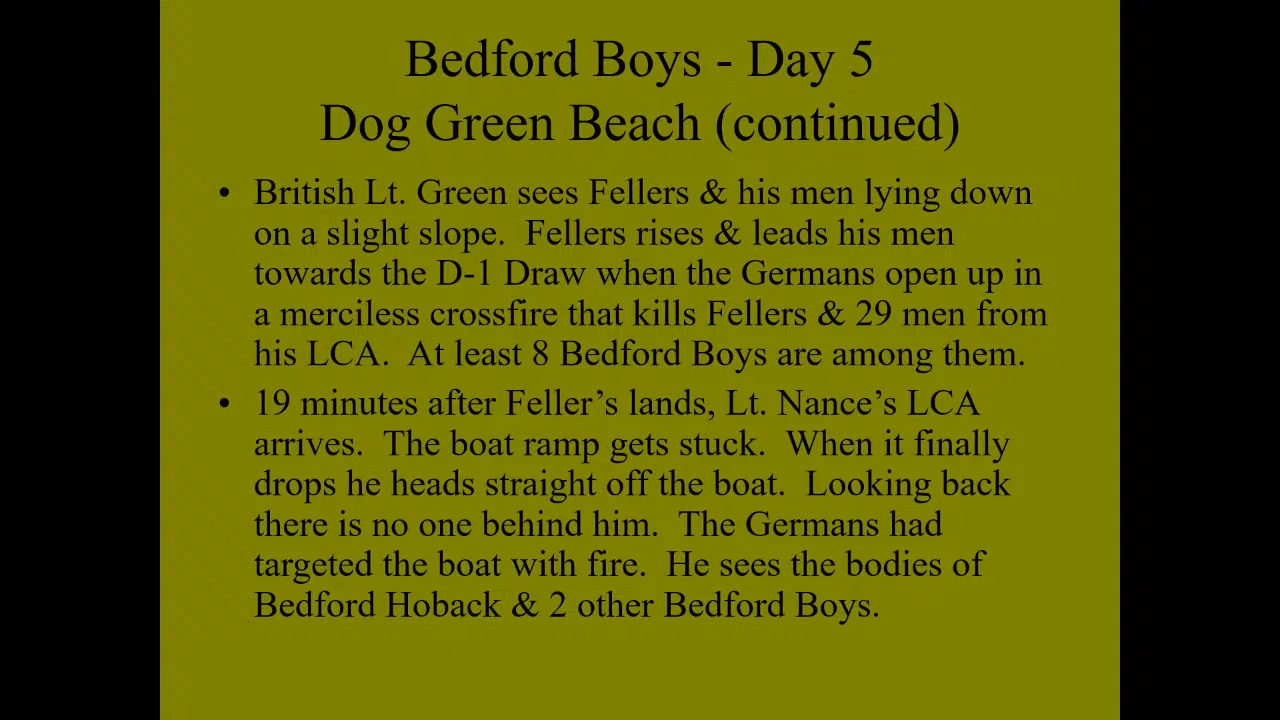 Bedford Boys - Day 5
Dog Green Beach (continued)
• British Lt. Green sees Fellers & his men lying down
on a slight slope.  Fellers rises & leads his men
towards the D-1 Draw when the Germans open up in
a merciless crossfire that kills Fellers & 29 men from
his LCA.  At least 8 Bedford Boys are among them.
• 19 minutes after Feller’s lands, Lt. Nance’s LCA
arrives.  The boat ramp gets stuck.  When it finally
drops he heads straight off the boat.  Looking back
there is no one behind him.  The Germans had
targeted the boat with fire.  He sees the bodies of
Bedford Hoback & 2 other Bedford Boys.